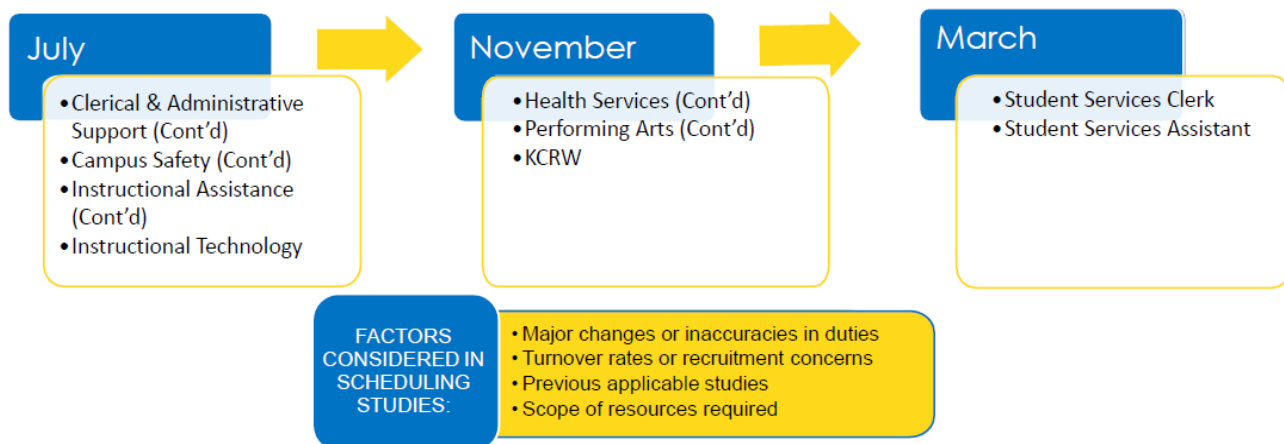 July
• Clerical & Administrative
Support (Cont’d)
• Campus Safety (Cont’d)
• Instructional Assistance
(Cont’d)
• Instructional Technology
November
• Health Services (Cont’d)
• Performing Arts (Cont’d)
• KCRW
March
• Student Services Clerk
• Student Services Assistant
FACTORS
CONSIDERED IN
SCHEDULING
STUDIES:
• Major changes or inaccuracies in duties
• Turnover rates or recruitment concerns
• Previous applicable studies
• Scope of resources required